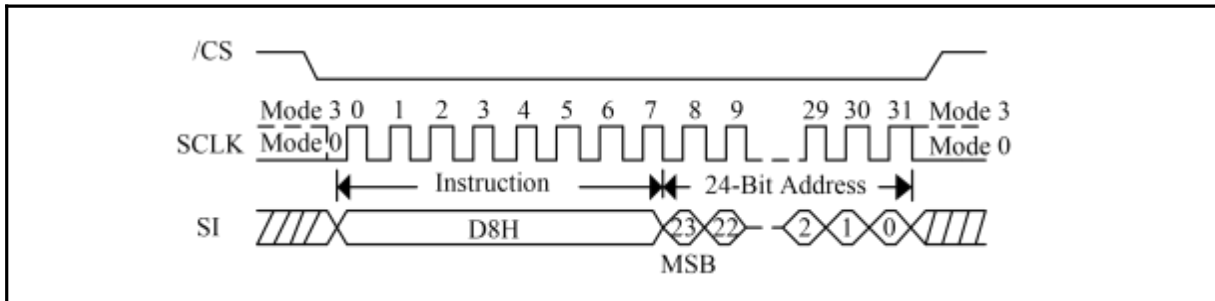 /CS
Mode 3 0 1 2 3 4 5 6 7 8 9 29 30 31 Mode 3
SCLK Mode 0 Mode 0
Instruction 24-Bit Address
SI D8H 23 22 2 1 0
MSB